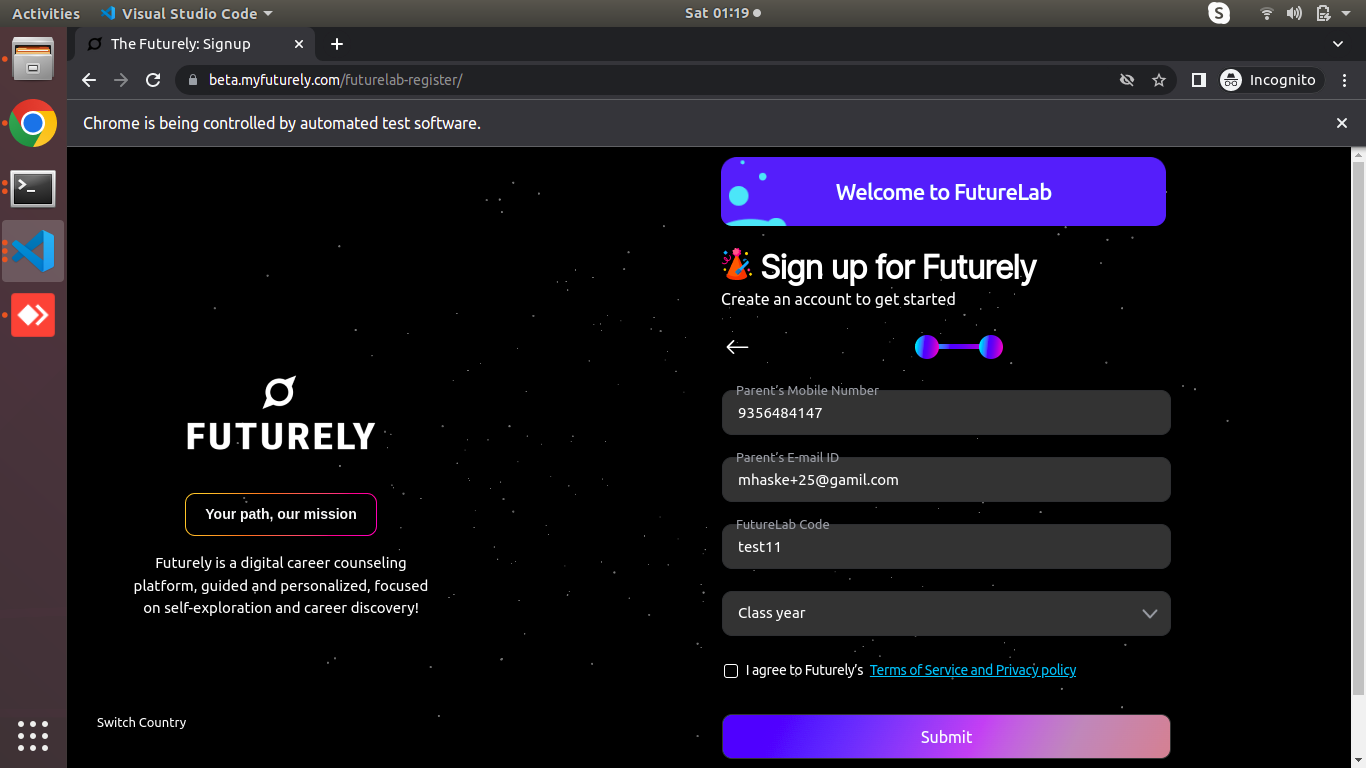 Activities
Visual Studio Code
Sat 01:19
The Futurely: Signup
beta.myfuturely.com/futurelab-register/
Incognito
Chrome is being controlled by automated test software.
Welcome to FutureLab
Sign up for Futurely
Create an account to get started
Parent's Mobile Number
9356484147
Parent's E-mail ID
mhaske+25@gamil.com
FutureLab Code
test11
Class year
I agree to Futurely's Terms of Service and Privacy policy
Submit
FUTURELY
Your path, our mission
Futurely is a digital career counseling
platform, guided and personalized, focused
on self-exploration and career discovery!
Switch Country